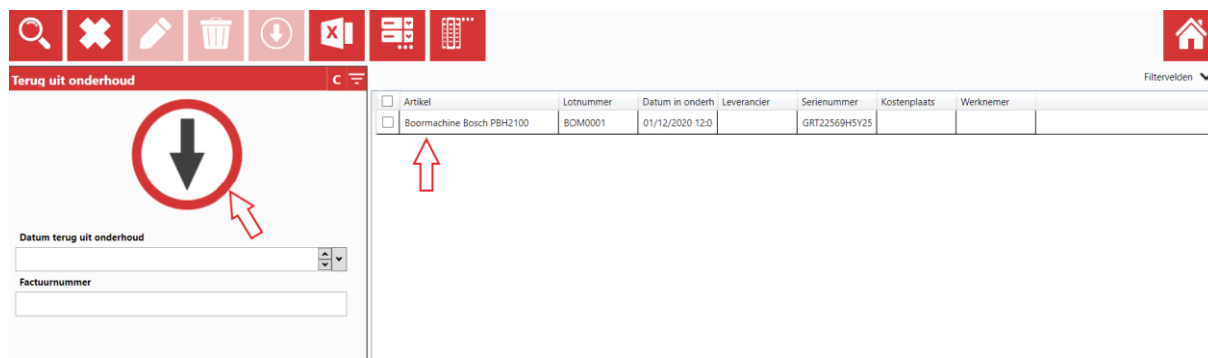 Terug uit onderhoud C
Filtervelden
Artikel Lotnummer Datum in onderh Leverancier Serienummer Kostenplaats Werknemer
Boormachine Bosch PBH2100 BOM0001 01/12/2020 12:0 GRT22569H5Y25
Datum terug uit onderhoud
Factuurnummer